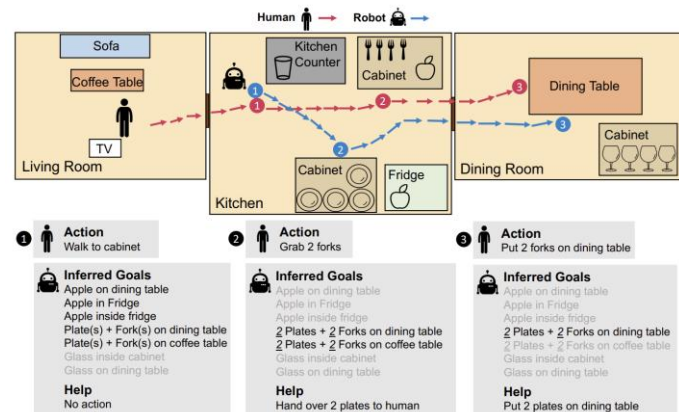 Human
Robot
Sofa
Coffee Table
TV
Living Room
Kitchen
Counter
Cabinet
1
1
2
2
Cabinet
Fridge
Kitchen
3
Dining Table
3
Cabinet
Dining Room
1
Action
Walk to cabinet
Inferred Goals
Apple on dining table
Apple in Fridge
Apple inside fridge
Plate(s) + Fork(s) on dining table
Plate(s) + Fork(s) on coffee table
Glass inside cabinet
Glass on dining table
Help
No action
2
Action
Grab 2 forks
Inferred Goals
Apple on dining table
Apple in Fridge
Apple inside fridge
2 Plates + 2 Forks on dining table
2 Plates + 2 Forks on coffee table
Glass inside cabinet
Glass on dining table
Help
Hand over 2 plates to human
3
Action
Put 2 forks on dining table
Inferred Goals
Apple on dining table
Apple in Fridge
Apple inside fridge
2 Plates + 2 Forks on dining table
2 Plates + 2 Forks on coffee table
Glass inside cabinet
Glass on dining table
Help
Put 2 plates on dining table